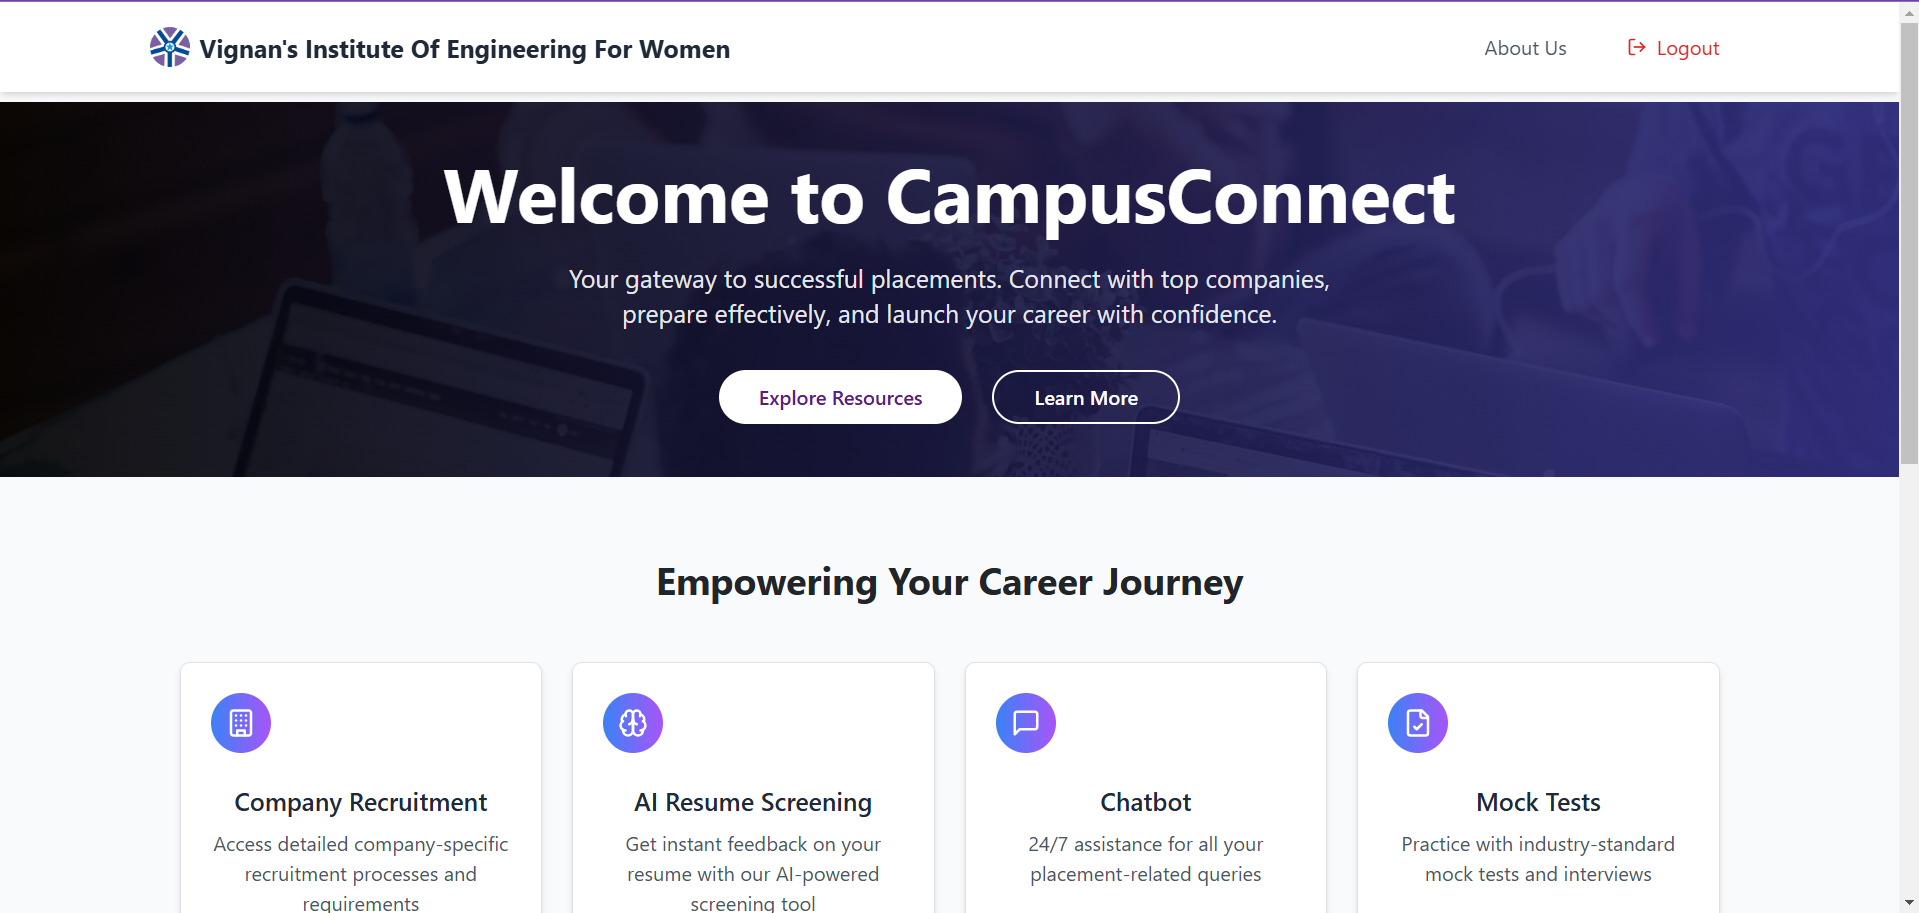 Vignan's Institute Of Engineering For Women
About Us
Logout
Welcome to CampusConnect
Your gateway to successful placements. Connect with top companies,
prepare effectively, and launch your career with confidence.
Explore Resources
Learn More
Empowering Your Career Journey
Company Recruitment
Access detailed company-specific
recruitment processes and
requirements
AI Resume Screening
Get instant feedback on your
resume with our AI-powered
screening tool
Chatbot
24/7 assistance for all your
placement-related queries
Mock Tests
Practice with industry-standard
mock tests and interviews